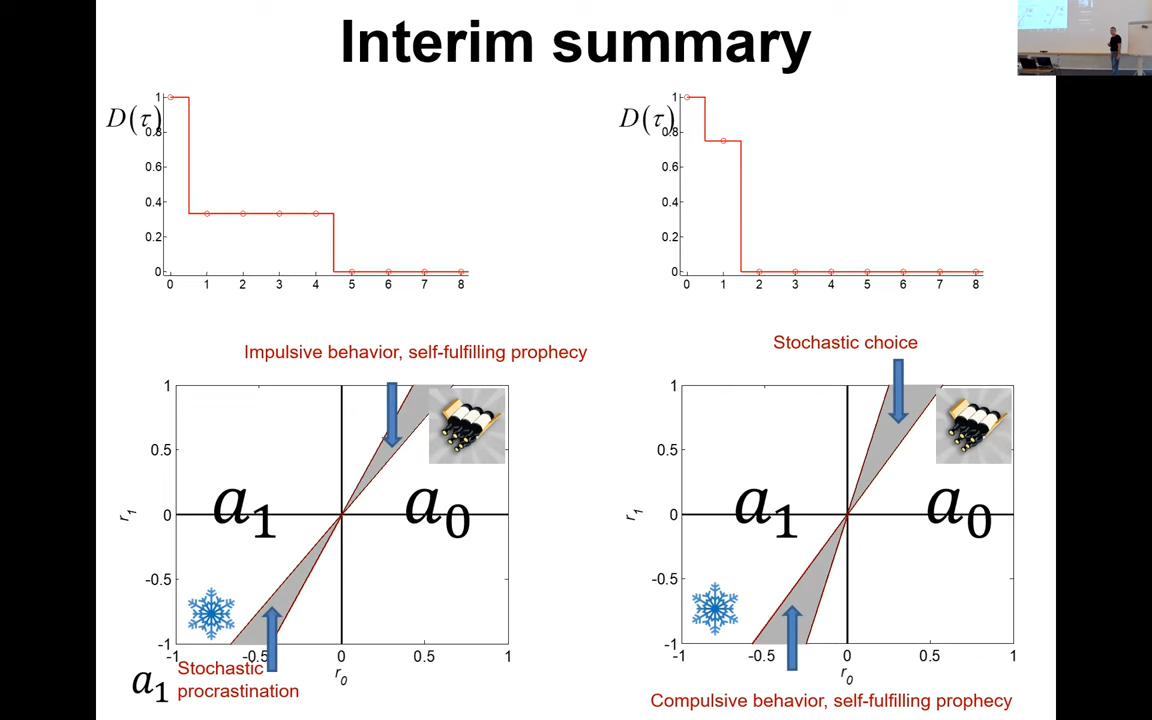 Interim summary
D(τ)
1
0.8
0.6
0.4
0.2
0
0 1 2 3 4 5 6 7 8
D(τ)
1
0.8
0.6
0.4
0.2
0
0 1 2 3 4 5 6 7 8
Impulsive behavior, self-fulfilling prophecy
1
0.5
0
-0.5
-1
r₁
a₁ a₀
-1 -0.5 0 0.5 1
r₀
a₁ Stochastic
procrastination
Stochastic choice
1
0.5
0
-0.5
-1
r₁
a₁ a₀
-1 -0.5 0 0.5 1
r₀
Compulsive behavior, self-fulfilling prophecy